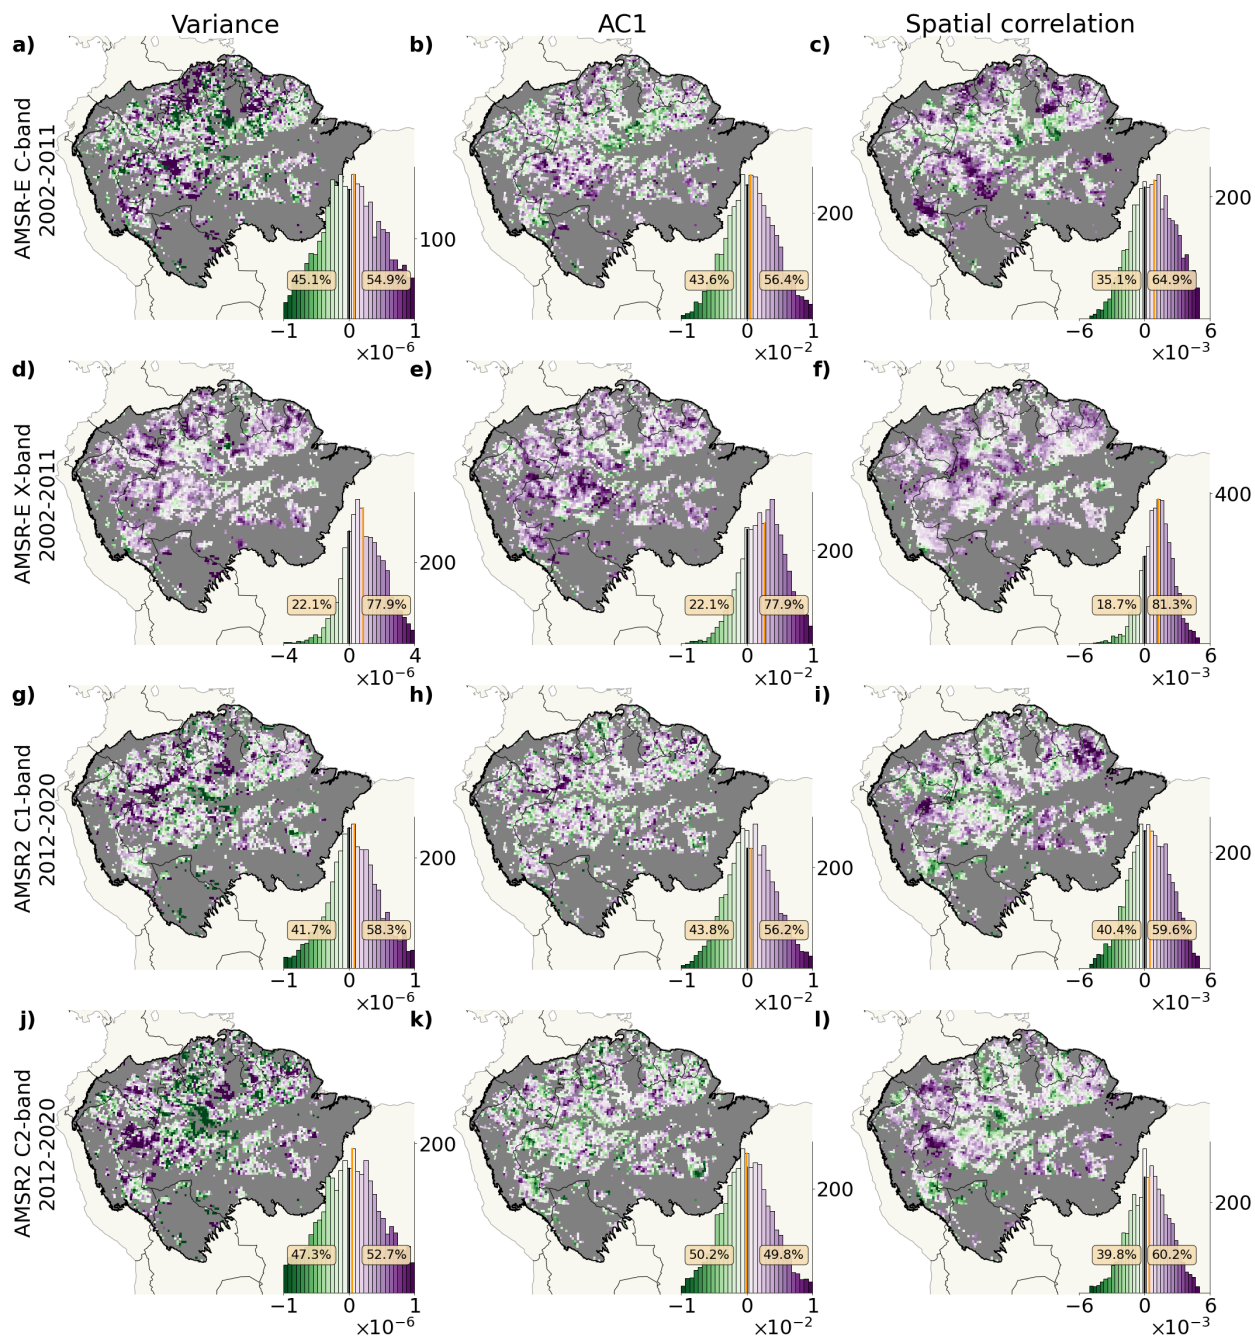 Variance AC1 Spatial correlation
a) b) c)
AMSR-E C-band
2002-2011
45.1% 54.9% 100
−1 0 1
×10⁻⁶
43.6% 56.4% 200
−1 0 1
×10⁻²
35.1% 64.9% 200
−6 0 6
×10⁻³
d) e) f)
AMSR-E X-band
2002-2011
22.1% 77.9% 200
−4 0 4
×10⁻⁶
22.1% 77.9% 200
−1 0 1
×10⁻²
18.7% 81.3% 400
−6 0 6
×10⁻³
g) h) i)
AMSR2 C1-band
2012-2020
41.7% 58.3% 200
−1 0 1
×10⁻⁶
43.8% 56.2% 200
−1 0 1
×10⁻²
40.4% 59.6% 200
−6 0 6
×10⁻³
j) k) l)
AMSR2 C2-band
2012-2020
47.3% 52.7% 200
−1 0 1
×10⁻⁶
50.2% 49.8% 200
−1 0 1
×10⁻²
39.8% 60.2% 200
−6 0 6
×10⁻³